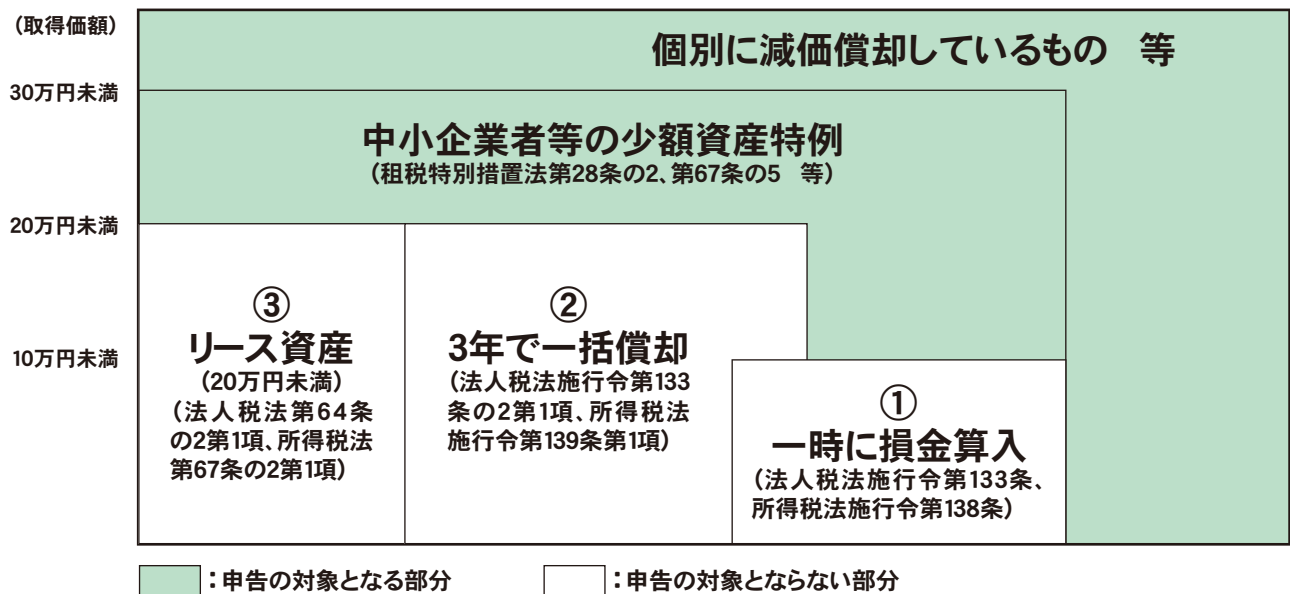 （取得価額）
個別に減価償却しているもの　等
30万円未満
中小企業者等の少額資産特例
（租税特別措置法第28条の2、第67条の5　等）
20万円未満
③
リース資産
（20万円未満）
（法人税法第64条
の2第1項、所得税法
第67条の2第1項）
②
3年で一括償却
（法人税法施行令第133
条の2第1項、所得税法
施行令第139条第1項）
10万円未満
①
一時に損金算入
（法人税法施行令第133条、
所得税法施行令第138条）
：申告の対象となる部分
：申告の対象とならない部分